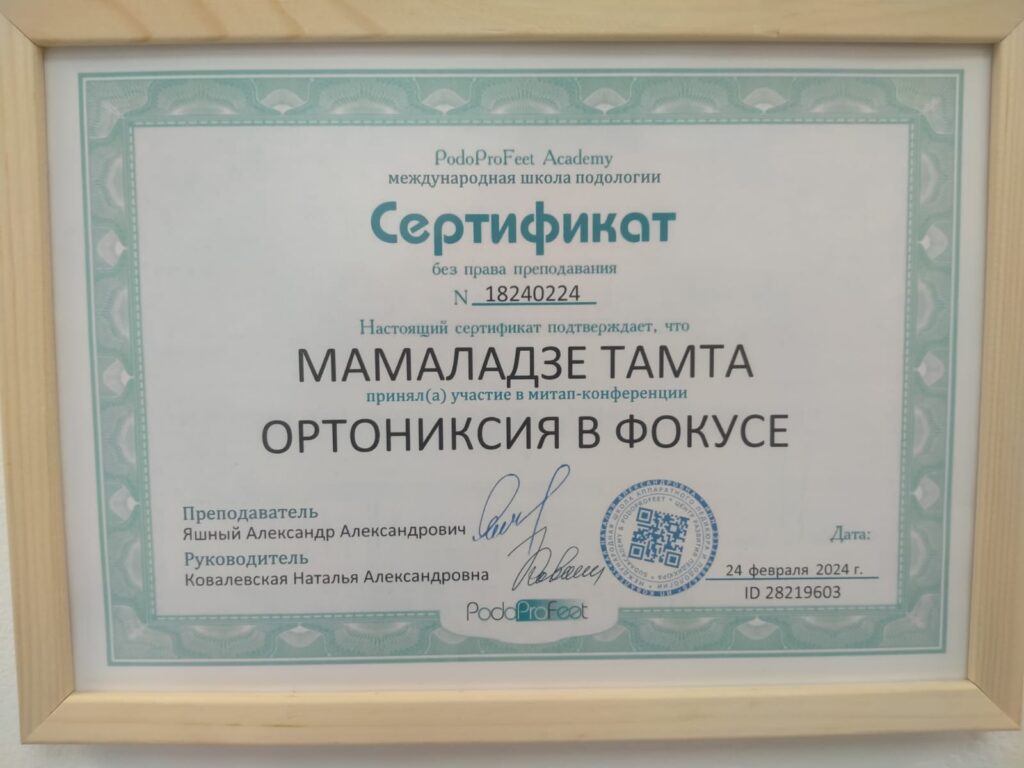 PodoProFeet Academy
международная школа подологии
Сертификат
без права преподавания
N 18240224
Настоящий сертификат подтверждает, что
МАМАЛАДЗЕ ТАМТА
принял(а) участие в митап-конференции
ОРТОНИКСИЯ В ФОКУСЕ
Преподаватель
Яшный Александр Александрович
Руководитель
Ковалевская Наталья Александровна
Дата:
24 февраля 2024 г.
ID 28219603
PodoProFeet